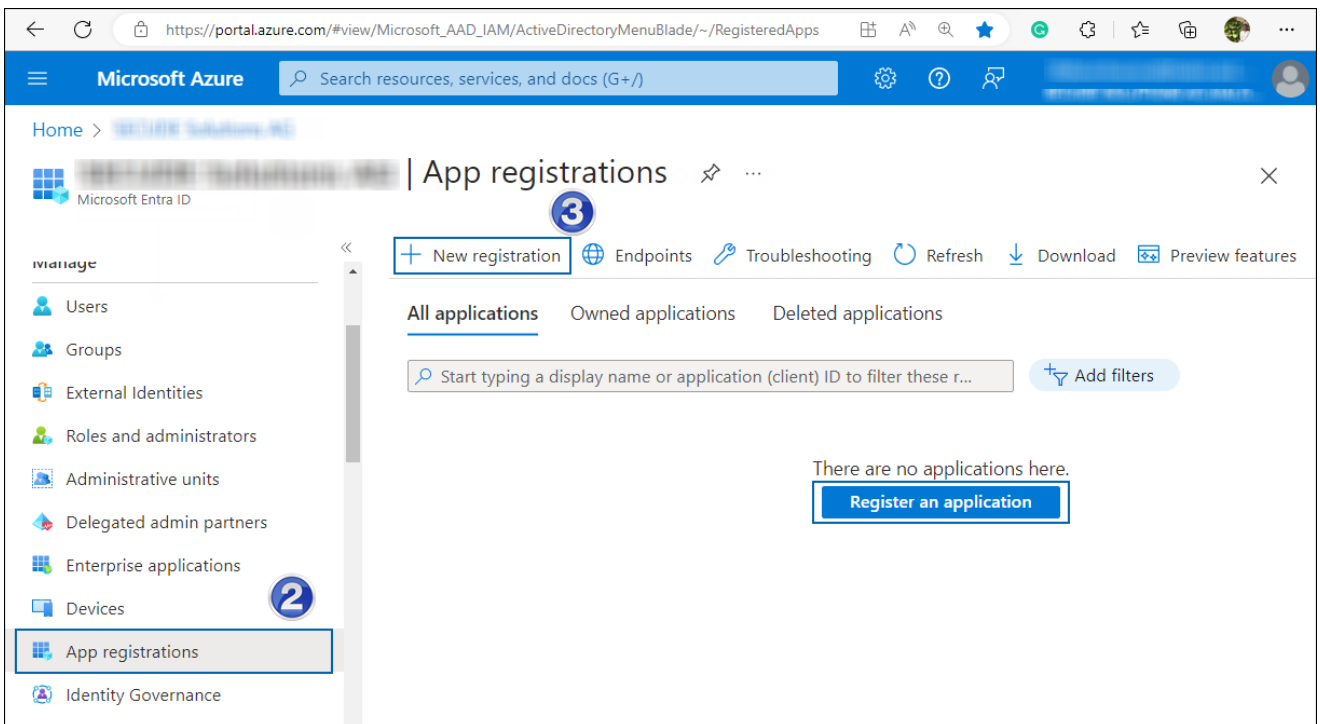 https://portal.azure.com/#view/Microsoft_AAD_IAM/ActiveDirectoryMenuBlade/~/RegisteredApps
Microsoft Azure
Search resources, services, and docs (G+/)
Home >
| App registrations
Microsoft Entra ID
3
New registration
Endpoints
Troubleshooting
Refresh
Download
Preview features
Manage
Users
Groups
External Identities
Roles and administrators
Administrative units
Delegated admin partners
Enterprise applications
Devices
2
App registrations
Identity Governance
All applications
Owned applications
Deleted applications
Start typing a display name or application (client) ID to filter these r...
Add filters
There are no applications here.
Register an application